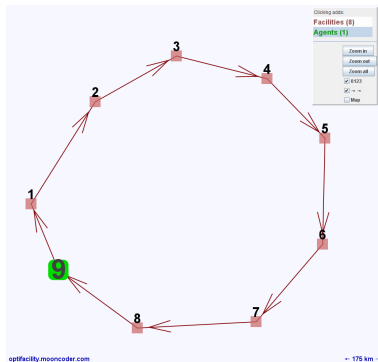 Clicking adds:
Facilities (8)
Agents (1)
Zoom in
Zoom out
Zoom all
0123
→ →
Map
3
4
2
5
1
6
9
7
8
optifacility.mooncoder.com
← 175 km →